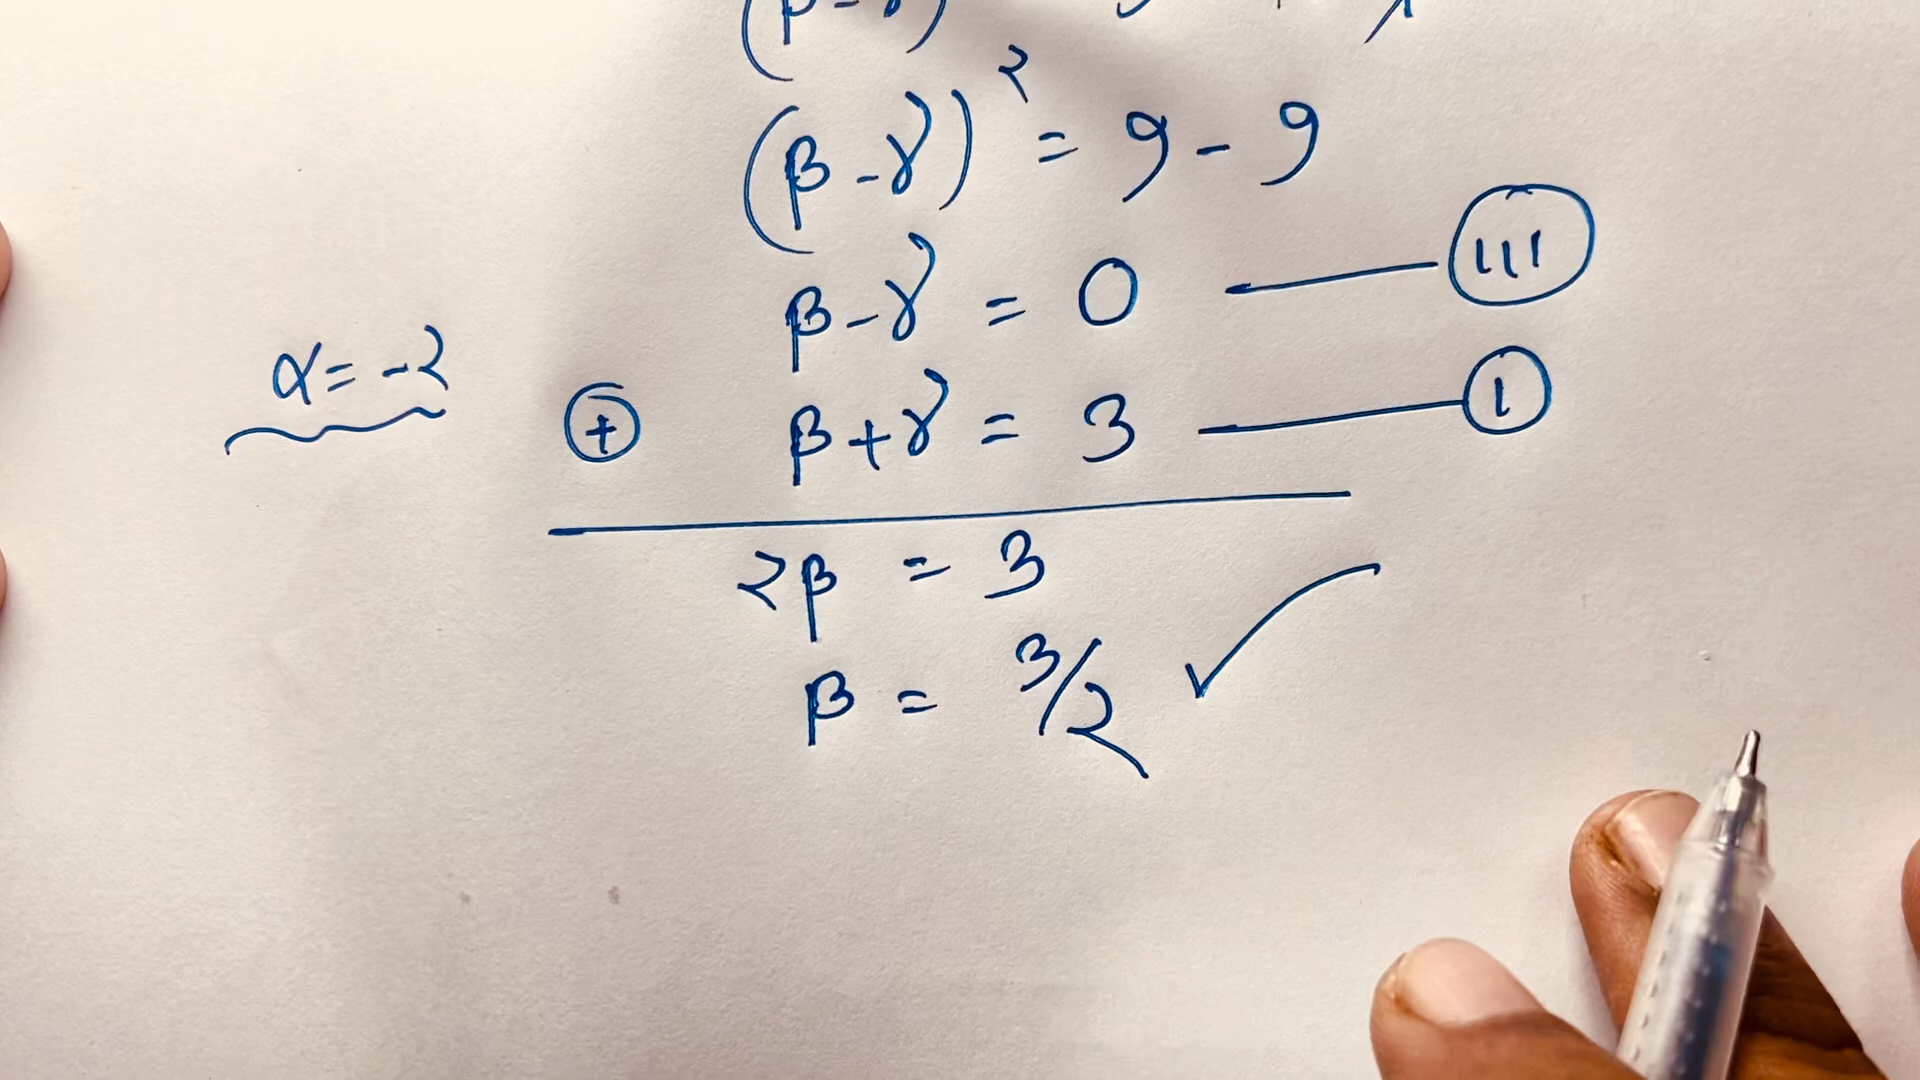 (β-γ)² = 9 - 9
β-γ = 0 — III
α = -2
⊕ β+γ = 3 — I
2β = 3
β = 3/2 ✓